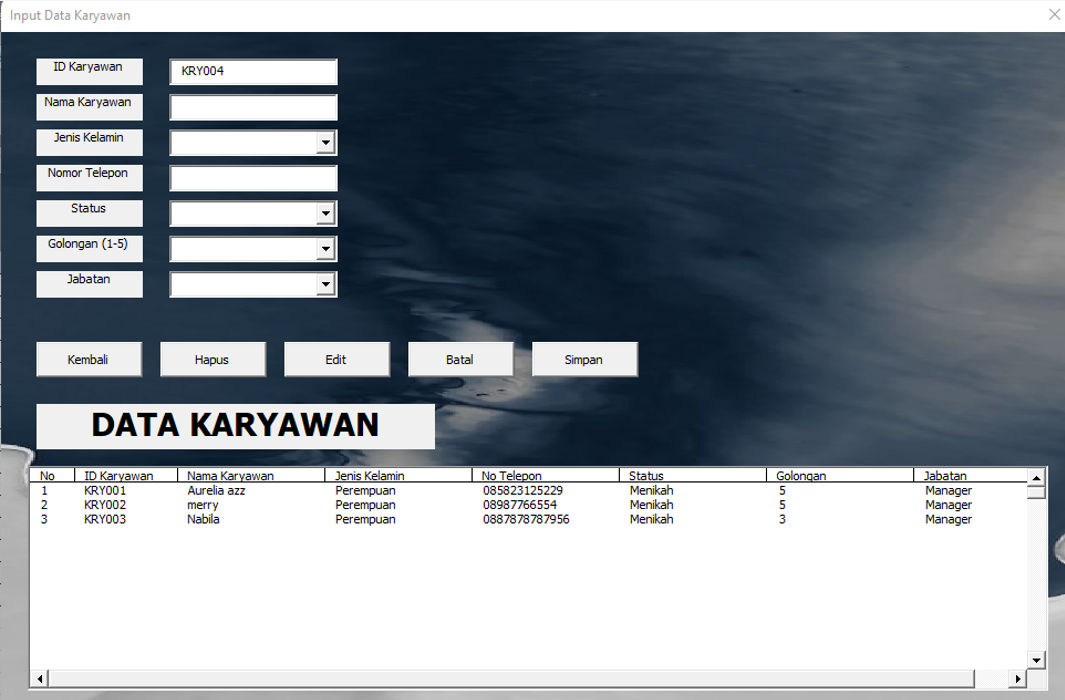 Input Data Karyawan
ID Karyawan KRY004
Nama Karyawan
Jenis Kelamin
Nomor Telepon
Status
Golongan (1-5)
Jabatan
Kembali Hapus Edit Batal Simpan
DATA KARYAWAN
No ID Karyawan Nama Karyawan Jenis Kelamin No Telepon Status Golongan Jabatan
1 KRY001 Aurelia azz Perempuan 085823125229 Menikah 5 Manager
2 KRY002 merry Perempuan 08987766554 Menikah 5 Manager
3 KRY003 Nabila Perempuan 0887878787956 Menikah 3 Manager